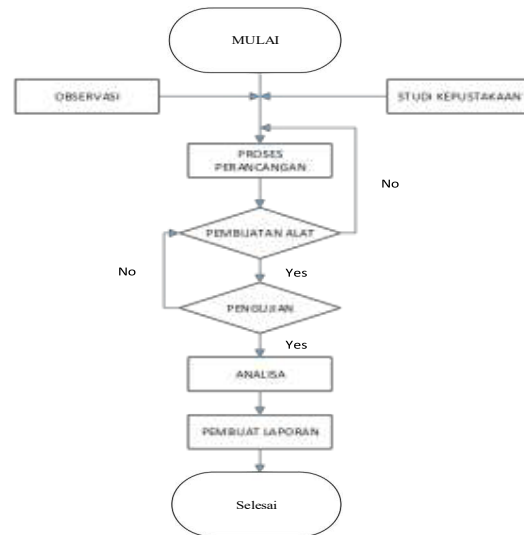 MULAI
OBSERVASI
STUDI KEPUSTAKAAN
PROSES
PERANCANGAN
No
PEMBUATAN ALAT
No
Yes
PENGUJIAN
Yes
ANALISA
PEMBUAT LAPORAN
Selesai